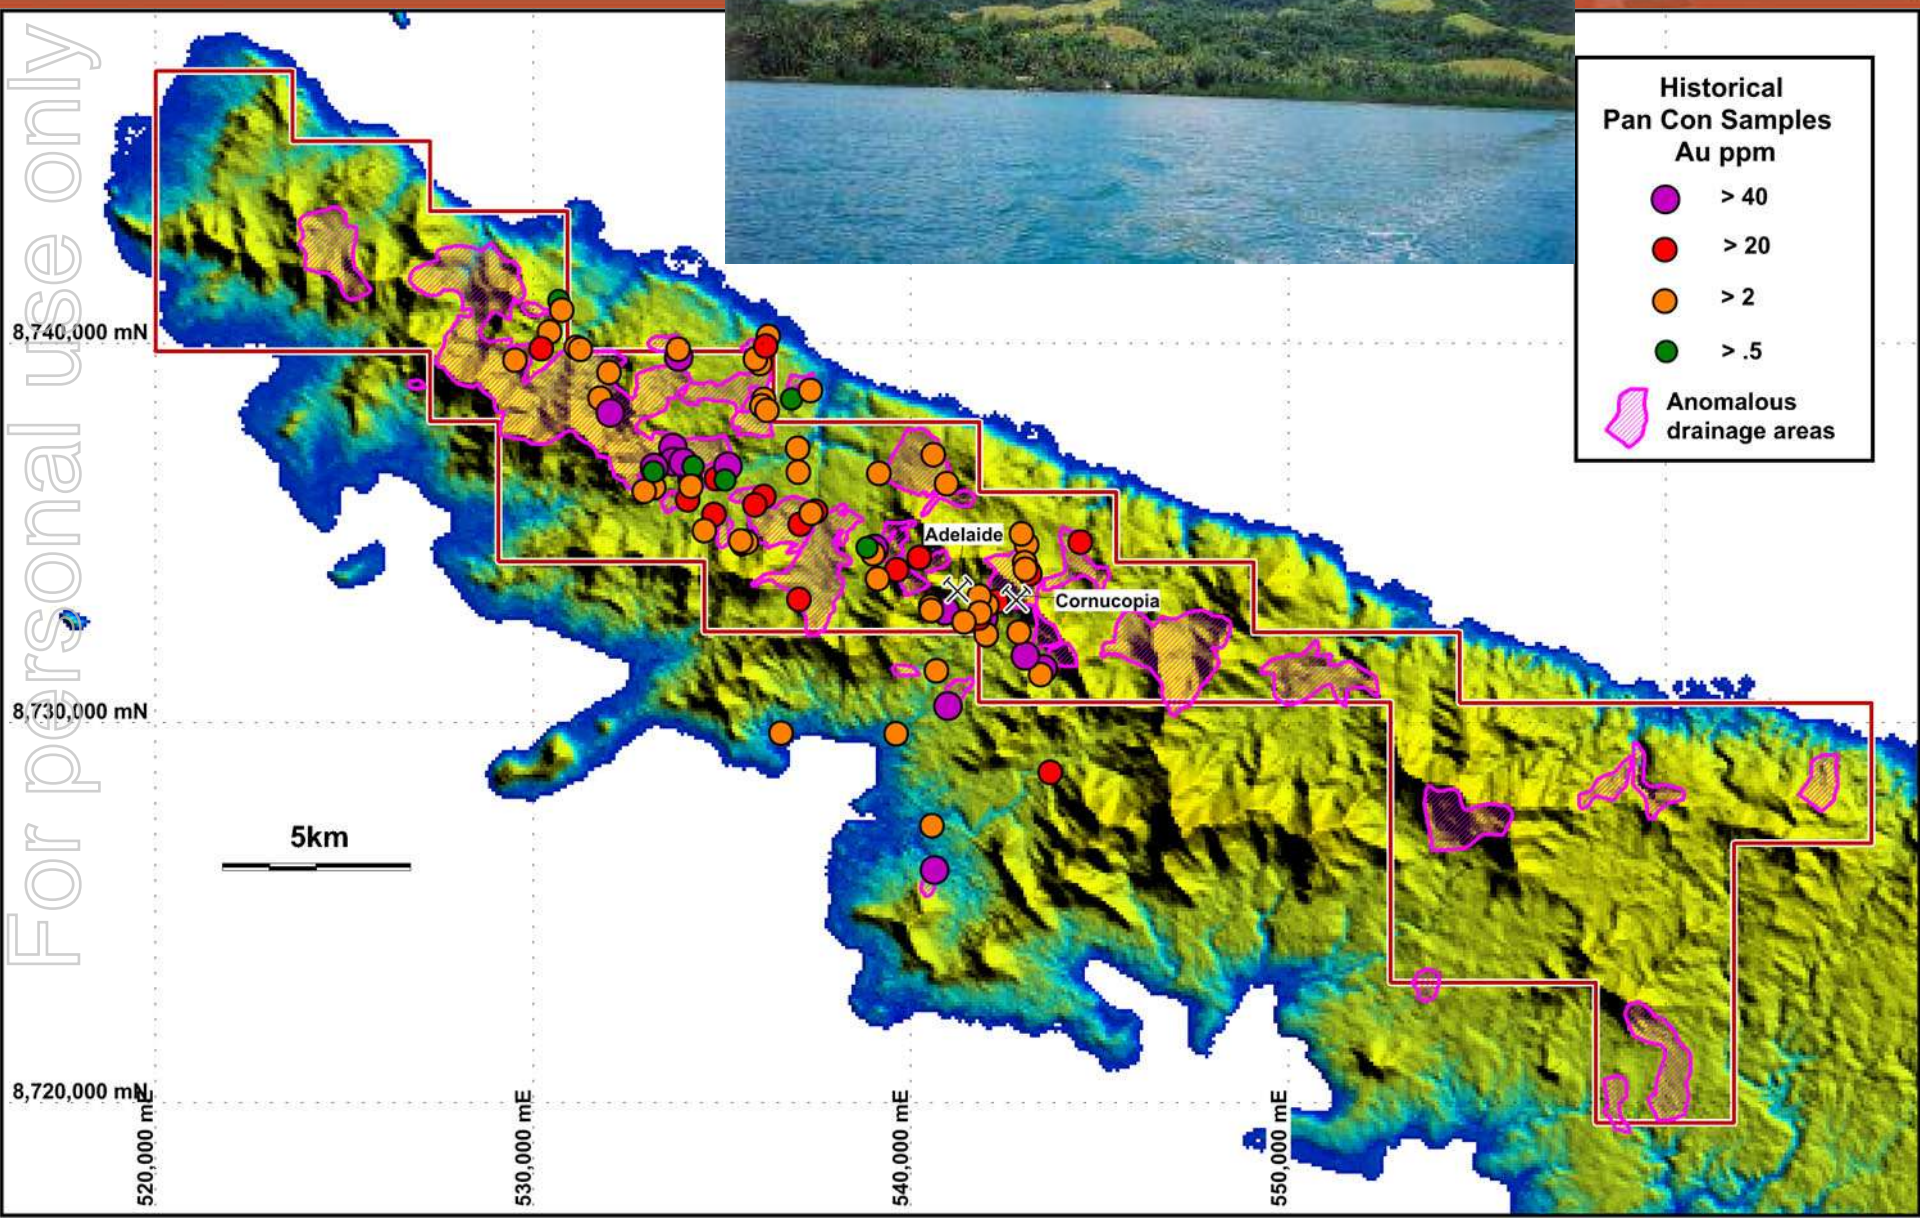 For personal use only
Historical
Pan Con Samples
Au ppm
> 40
> 20
> 2
> .5
Anomalous
drainage areas
8,740,000 mN
Adelaide
Cornucopia
8,730,000 mN
5km
8,720,000 mN
520,000 mE
530,000 mE
540,000 mE
550,000 mE